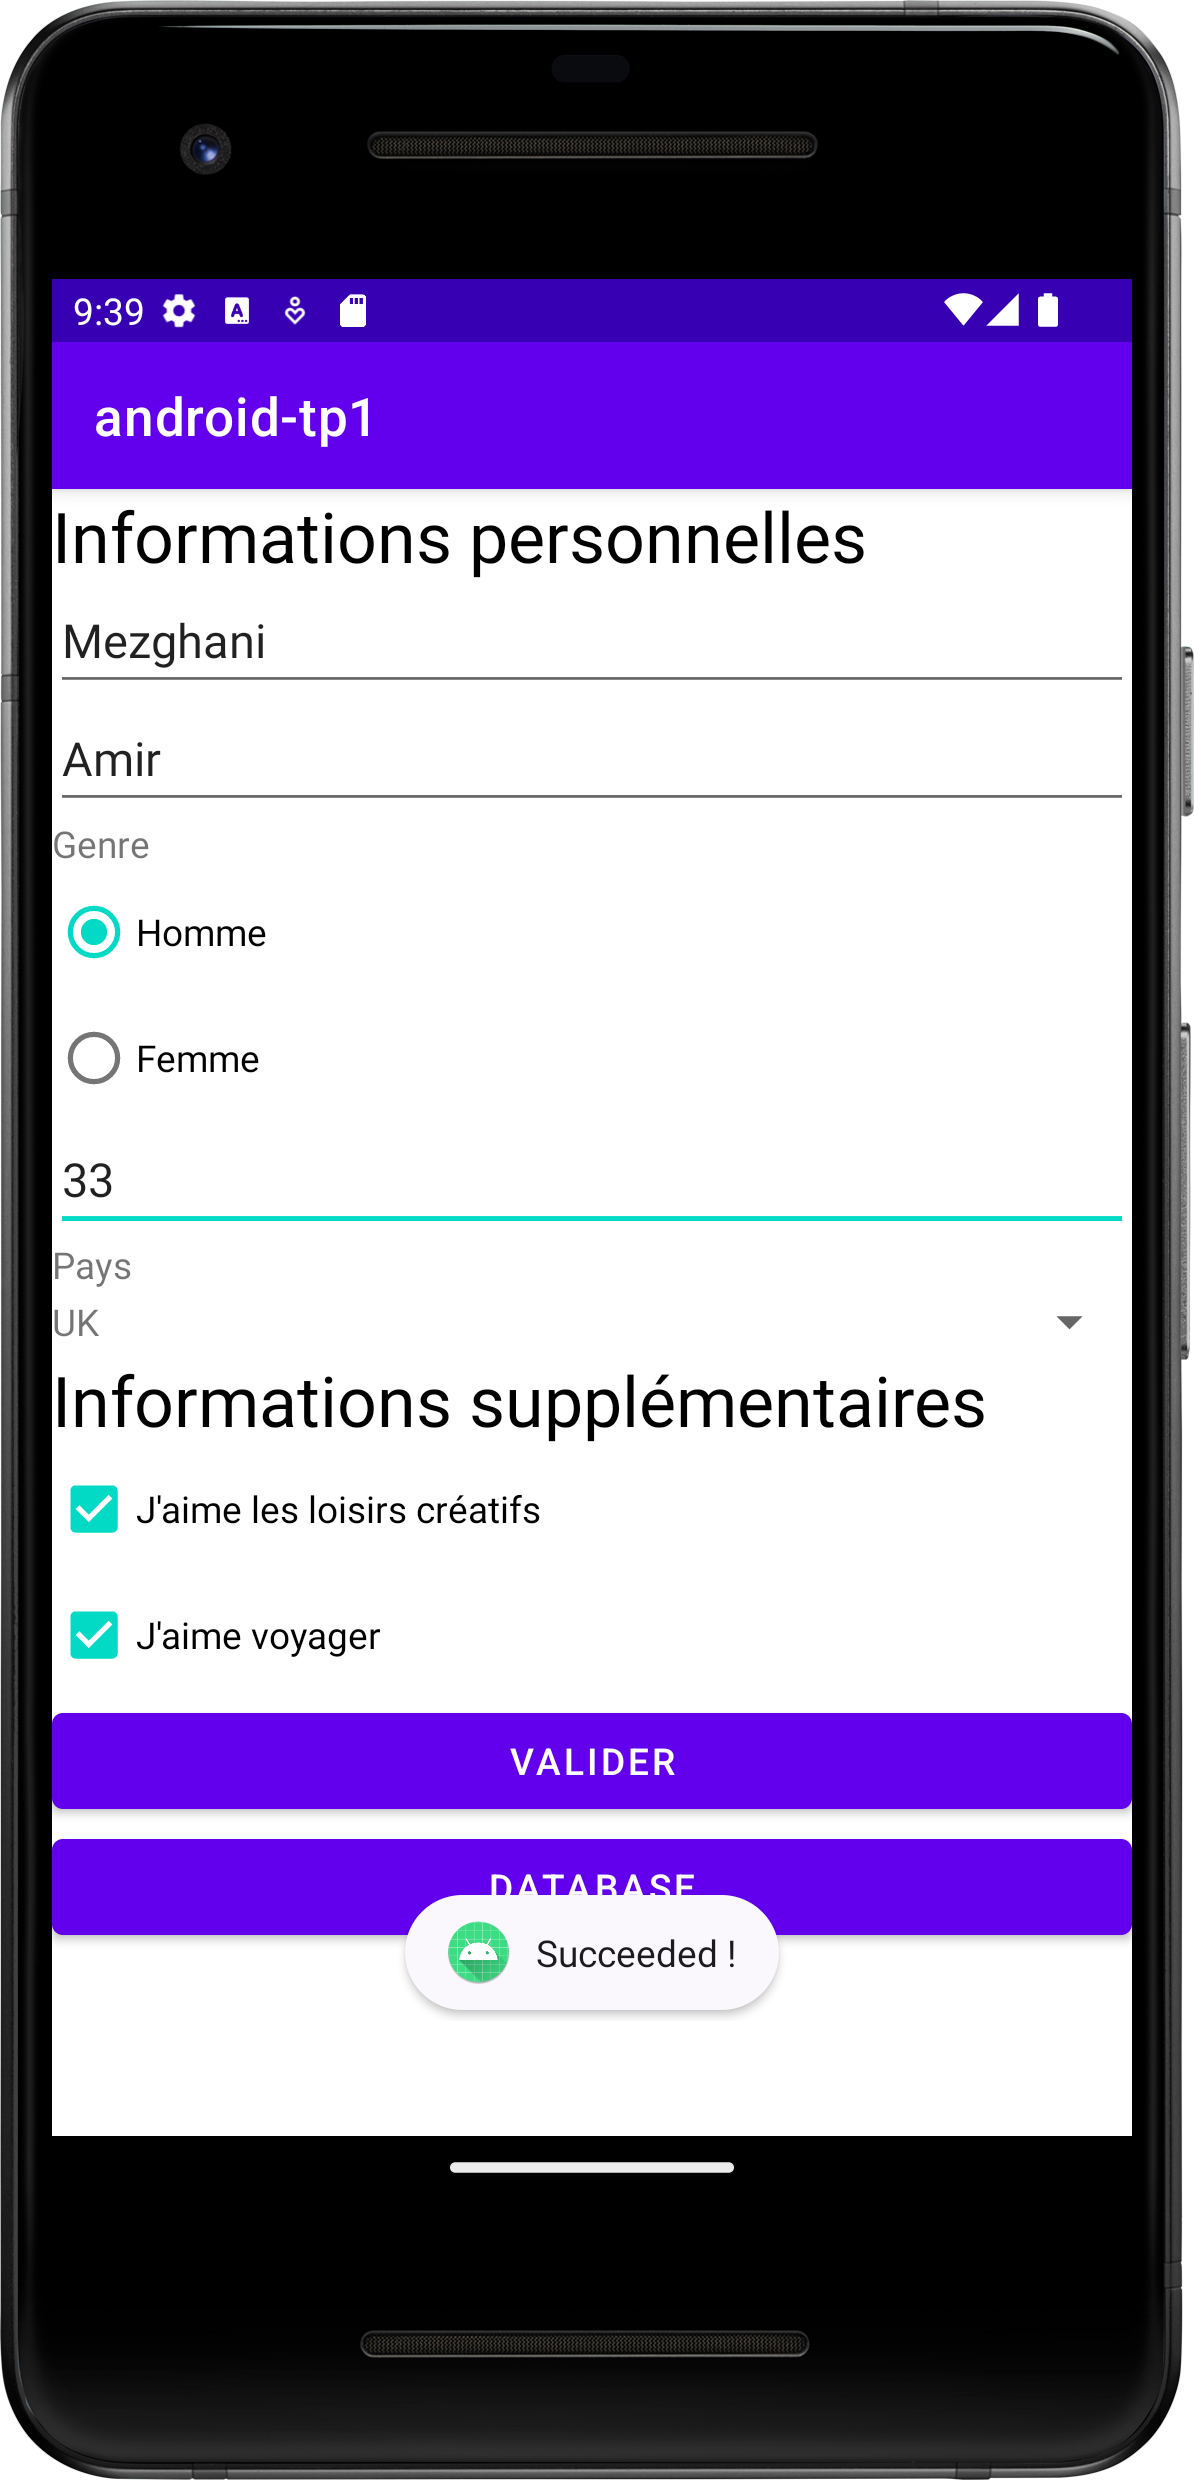 9:39
android-tp1
Informations personnelles
Mezghani
Amir
Genre
Homme
Femme
33
Pays
UK
Informations supplémentaires
J'aime les loisirs créatifs
J'aime voyager
VALIDER
DATABASE
Succeeded !